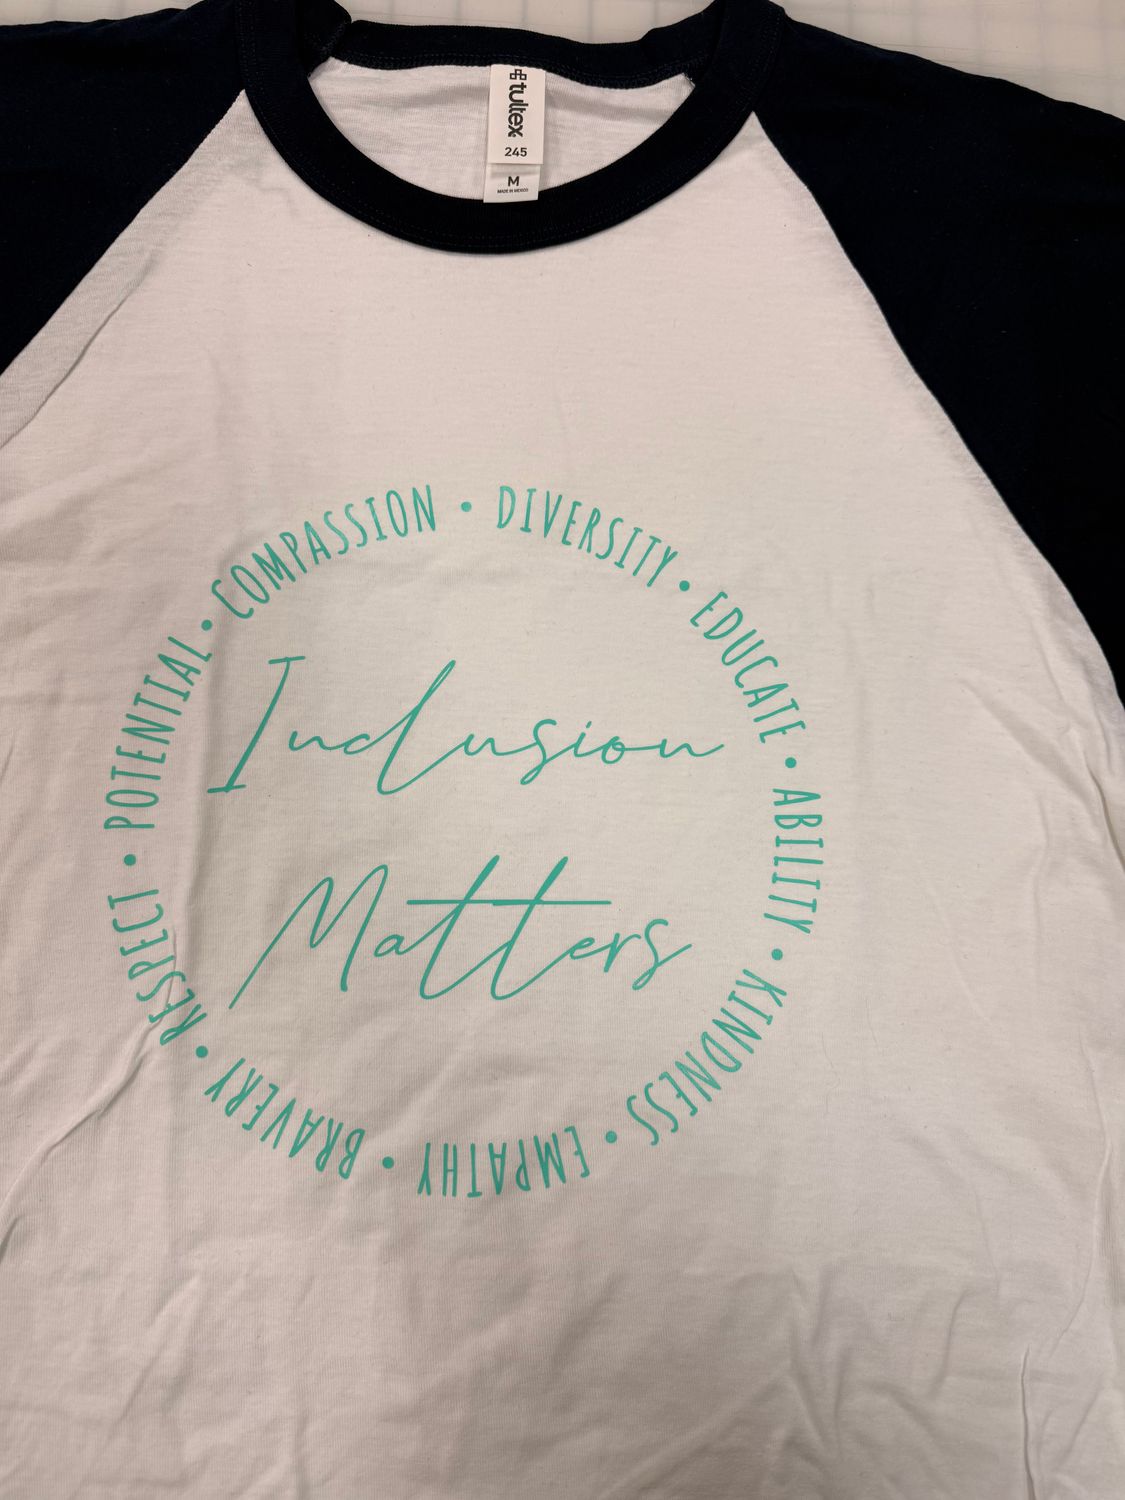 tultex
245
M
MADE IN MEXICO
COMPASSION • DIVERSITY • EDUCATE • ABILITY • KINDNESS • EMPATHY • BRAVERY • RESPECT • POTENTIAL •
Inclusion
Matters